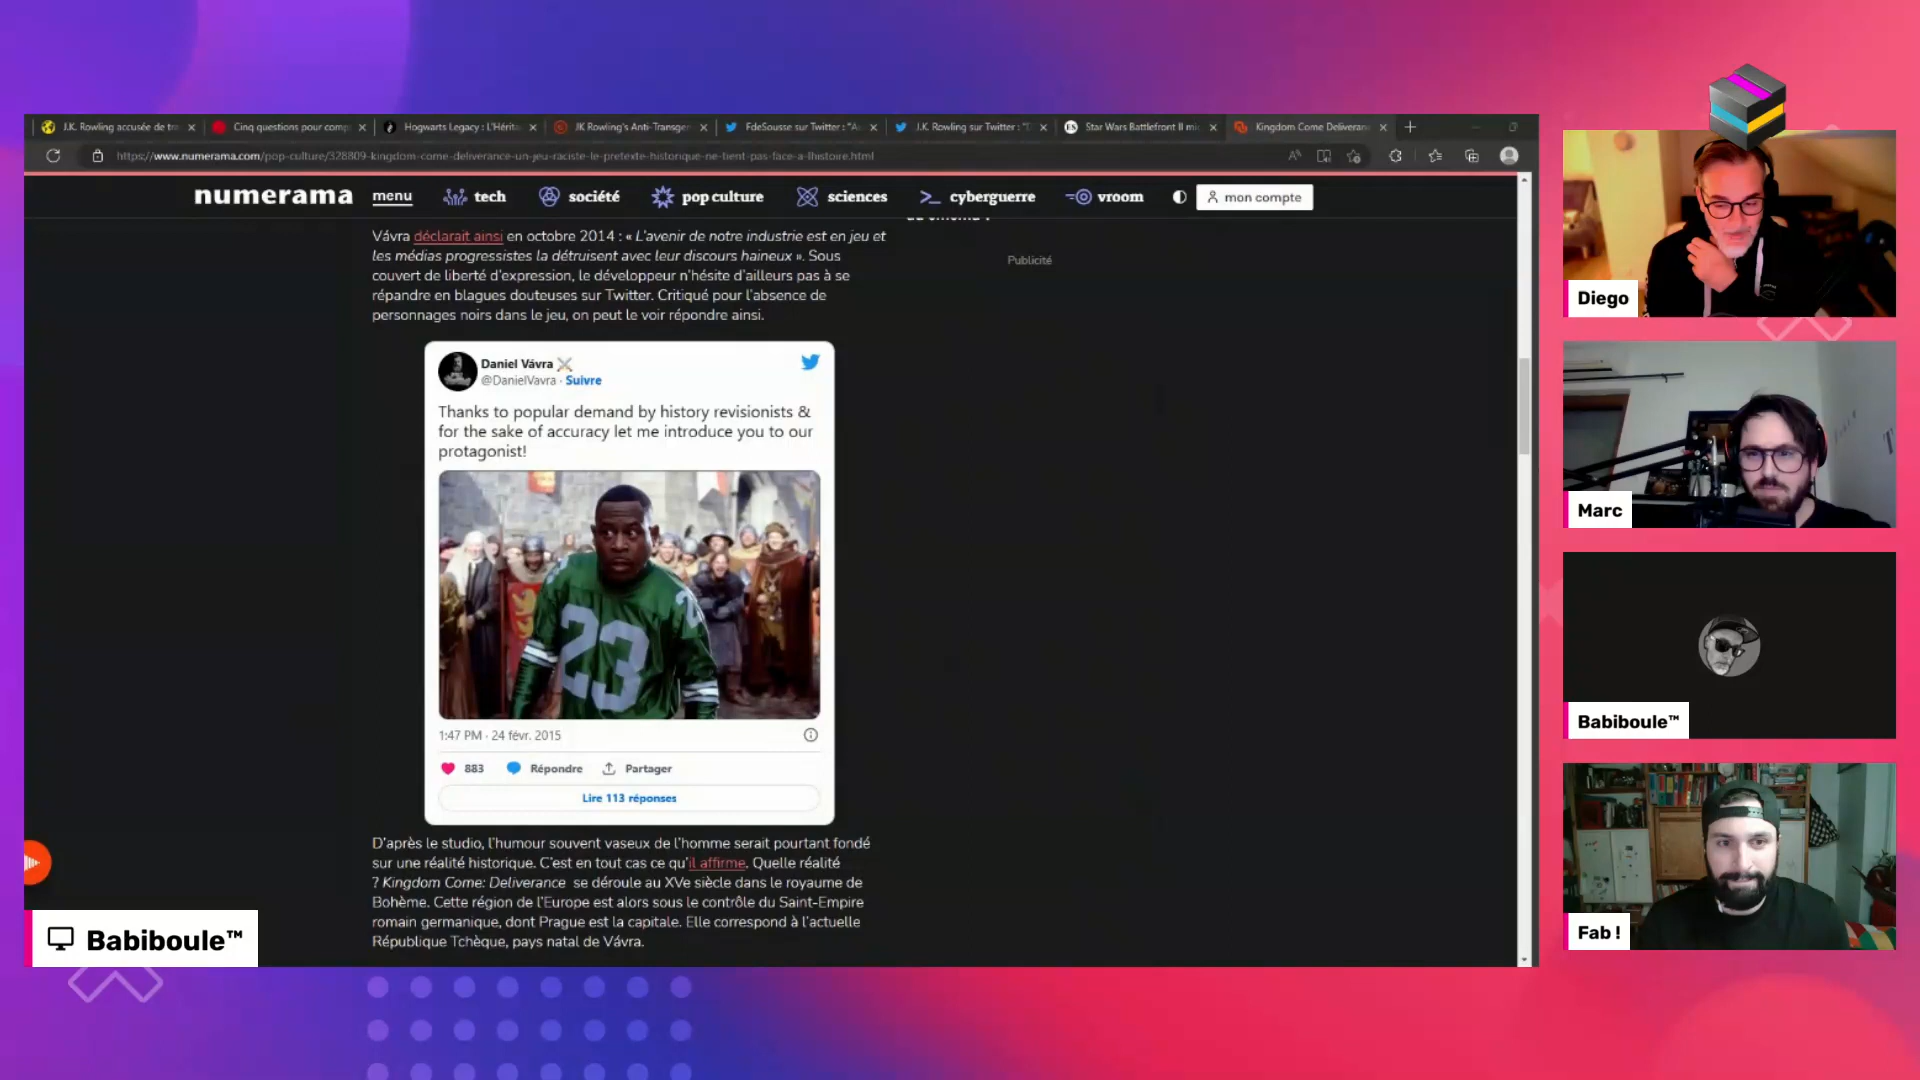 J.K. Rowling accusée de tra
Cinq questions pour comp
Hogwarts Legacy : L'Hérita
JK Rowling's Anti-Transgen
FdeSousse sur Twitter : "A
J.K. Rowling sur Twitter : "
Star Wars Battlefront II mi
Kingdom Come Deliveran
https://www.numerama.com/pop-culture/328809-kingdom-come-deliverance-un-jeu-raciste-le-pretexte-historique-ne-tient-pas-face-a-lhistoire.html
numerama
menu
tech
société
pop culture
sciences
cyberguerre
vroom
mon compte
Vávra déclarait ainsi en octobre 2014 : « L'avenir de notre industrie est en jeu et
les médias progressistes la détruisent avec leur discours haineux ». Sous
couvert de liberté d'expression, le développeur n'hésite d'ailleurs pas à se
répandre en blagues douteuses sur Twitter. Critiqué pour l'absence de
personnages noirs dans le jeu, on peut le voir répondre ainsi.
Publicité
Daniel Vávra
@DanielVavra · Suivre
Thanks to popular demand by history revisionists &
for the sake of accuracy let me introduce you to our
protagonist!
23
1:47 PM · 24 févr. 2015
883
Répondre
Partager
Lire 113 réponses
D'après le studio, l'humour souvent vaseux de l'homme serait pourtant fondé
sur une réalité historique. C'est en tout cas ce qu'il affirme. Quelle réalité
? Kingdom Come: Deliverance se déroule au XVe siècle dans le royaume de
Bohème. Cette région de l'Europe est alors sous le contrôle du Saint-Empire
romain germanique, dont Prague est la capitale. Elle correspond à l'actuelle
République Tchèque, pays natal de Vávra.
Babiboule™
Diego
Marc
Babiboule™
Fab !